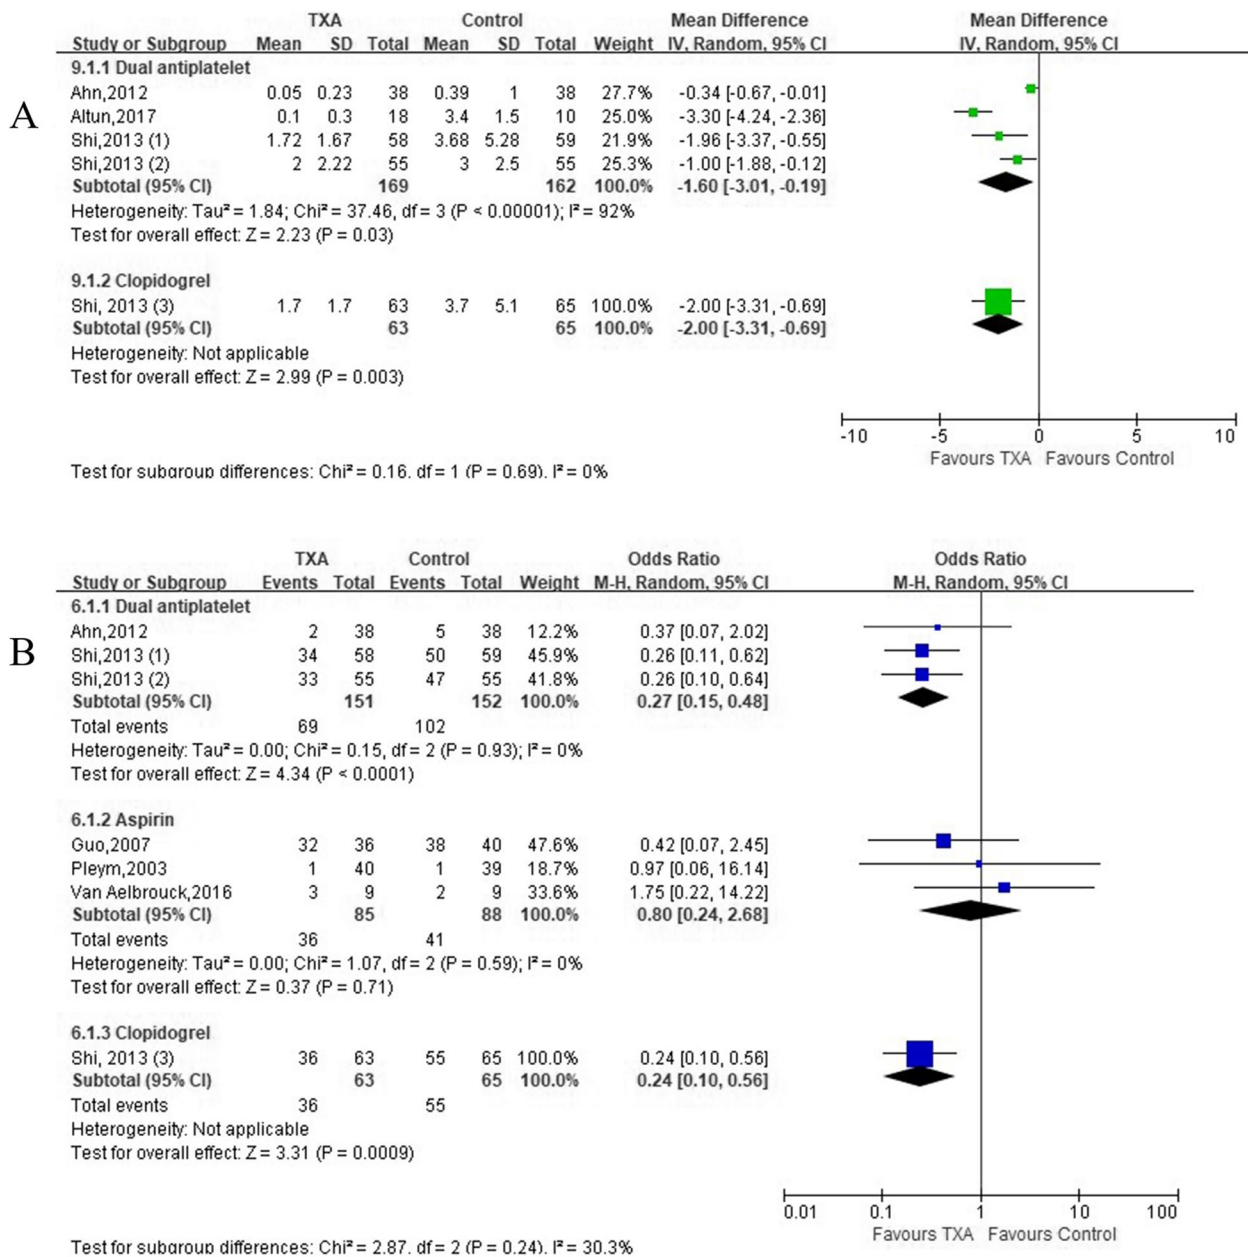 A
TXA Control Mean Difference Mean Difference
Study or Subgroup Mean SD Total Mean SD Total Weight IV, Random, 95% CI IV, Random, 95% CI
9.1.1 Dual antiplatelet
Ahn,2012 0.05 0.23 38 0.39 1 38 27.7% -0.34 [-0.67, -0.01]
Altun,2017 0.1 0.3 18 3.4 1.5 10 25.0% -3.30 [-4.24, -2.36]
Shi,2013 (1) 1.72 1.67 58 3.68 5.28 59 21.9% -1.96 [-3.37, -0.55]
Shi,2013 (2) 2 2.22 55 3 2.5 55 25.3% -1.00 [-1.88, -0.12]
Subtotal (95% CI) 169 162 100.0% -1.60 [-3.01, -0.19]
Heterogeneity: Tau² = 1.84; Chi² = 37.46, df = 3 (P < 0.00001); I² = 92%
Test for overall effect: Z = 2.23 (P = 0.03)
9.1.2 Clopidogrel
Shi, 2013 (3) 1.7 1.7 63 3.7 5.1 65 100.0% -2.00 [-3.31, -0.69]
Subtotal (95% CI) 63 65 100.0% -2.00 [-3.31, -0.69]
Heterogeneity: Not applicable
Test for overall effect: Z = 2.99 (P = 0.003)
-10 -5 0 5 10
Favours TXA Favours Control
Test for subgroup differences: Chi² = 0.16, df = 1 (P = 0.69), I² = 0%
B
TXA Control Odds Ratio Odds Ratio
Study or Subgroup Events Total Events Total Weight M-H, Random, 95% CI M-H, Random, 95% CI
6.1.1 Dual antiplatelet
Ahn,2012 2 38 5 38 12.2% 0.37 [0.07, 2.02]
Shi,2013 (1) 34 58 50 59 45.9% 0.26 [0.11, 0.62]
Shi,2013 (2) 33 55 47 55 41.8% 0.26 [0.10, 0.64]
Subtotal (95% CI) 151 152 100.0% 0.27 [0.15, 0.48]
Total events 69 102
Heterogeneity: Tau² = 0.00; Chi² = 0.15, df = 2 (P = 0.93); I² = 0%
Test for overall effect: Z = 4.34 (P < 0.0001)
6.1.2 Aspirin
Guo,2007 32 36 38 40 47.6% 0.42 [0.07, 2.45]
Pleym,2003 1 40 1 39 18.7% 0.97 [0.06, 16.14]
Van Aelbrouck,2016 3 9 2 9 33.6% 1.75 [0.22, 14.22]
Subtotal (95% CI) 85 88 100.0% 0.80 [0.24, 2.68]
Total events 36 41
Heterogeneity: Tau² = 0.00; Chi² = 1.07, df = 2 (P = 0.59); I² = 0%
Test for overall effect: Z = 0.37 (P = 0.71)
6.1.3 Clopidogrel
Shi, 2013 (3) 36 63 55 65 100.0% 0.24 [0.10, 0.56]
Subtotal (95% CI) 63 65 100.0% 0.24 [0.10, 0.56]
Total events 36 55
Heterogeneity: Not applicable
Test for overall effect: Z = 3.31 (P = 0.0009)
0.01 0.1 1 10 100
Favours TXA Favours Control
Test for subgroup differences: Chi² = 2.87, df = 2 (P = 0.24), I² = 30.3%